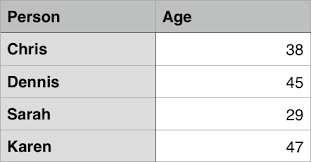 Person Age
Chris 38
Dennis 45
Sarah 29
Karen 47